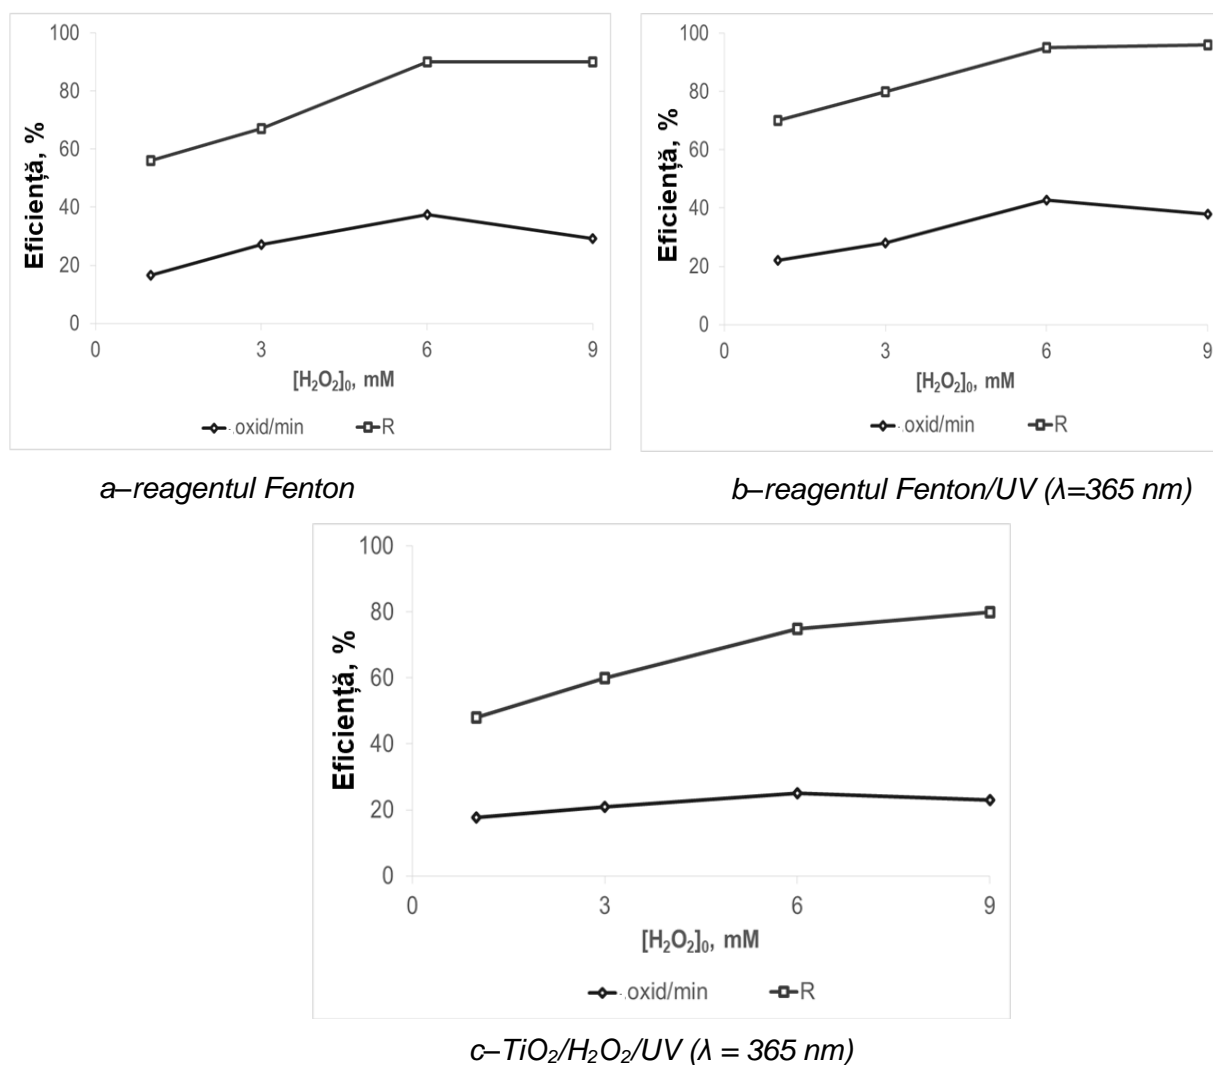 100
80
60
40
20
0
0 3 6 9
Eficiență, %
[H₂O₂]₀, mM
oxid/min R
a–reagentul Fenton
100
80
60
40
20
0
0 3 6 9
Eficiență, %
[H₂O₂]₀, mM
oxid/min R
b–reagentul Fenton/UV (λ=365 nm)
100
80
60
40
20
0
0 3 6 9
Eficiență, %
[H₂O₂]₀, mM
oxid/min R
c–TiO₂/H₂O₂/UV (λ = 365 nm)